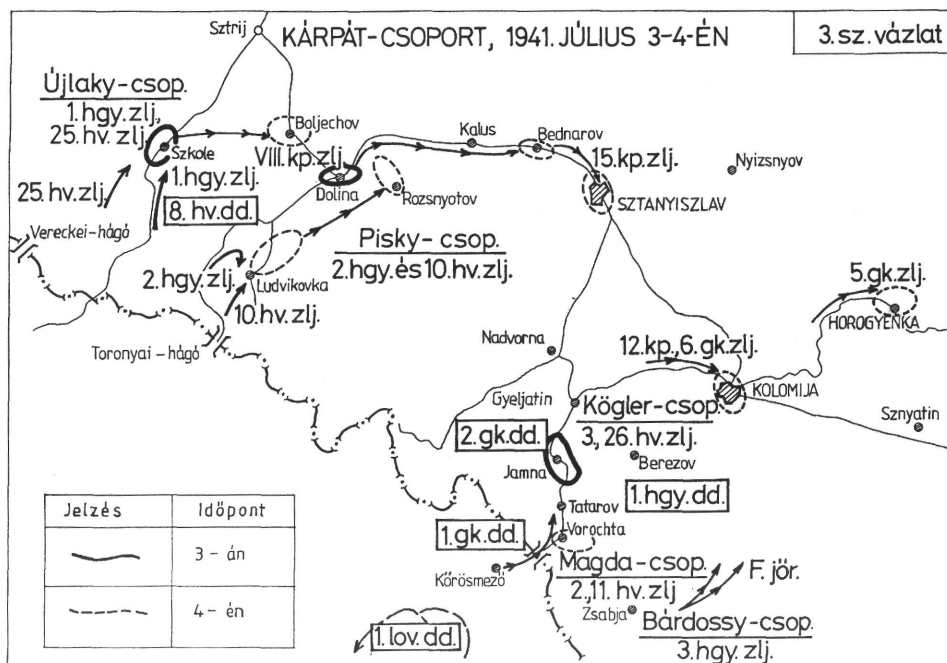 KÁRPÁT-CSOPORT, 1941. JÚLIUS 3-4-ÉN
3.sz.vázlat
Sztrij
Újlaky-csop.
1.hgy.zlj.,
25.hv.zlj.
Szkole
Boljechov
VIII.kp.zlj.
Dolina
Kalus
Bednarov
15.kp.zlj.
Nyizsnyov
SZTANYISZLAV
25.hv.zlj.
1.hgy.zlj.
8.hv.dd.
Rozsnyotov
Vereckei-hágó
Pisky-csop.
2.hgy.és 10.hv.zlj.
2.hgy.zlj.
Ludvikovka
10.hv.zlj.
Toronyai-hágó
5.gk.zlj.
HOROGYENKA
Nadvorna
12.kp.,6.gk.zlj.
KOLOMIJA
Gyeljatin
Kögler-csop.
3.,26.hv.zlj.
Sznyatin
2.gk.dd.
Jamna
Berezov
1.hgy.dd.
Tatarov
1.gk.dd.
Vorochta
Kőrösmező
Magda-csop.
2.,11.hv.zlj
F.jör.
Zsabja
Bárdossy-csop.
3.hgy.zlj.
1.lov.dd.
Jelzés
Időpont
3-án
4-én